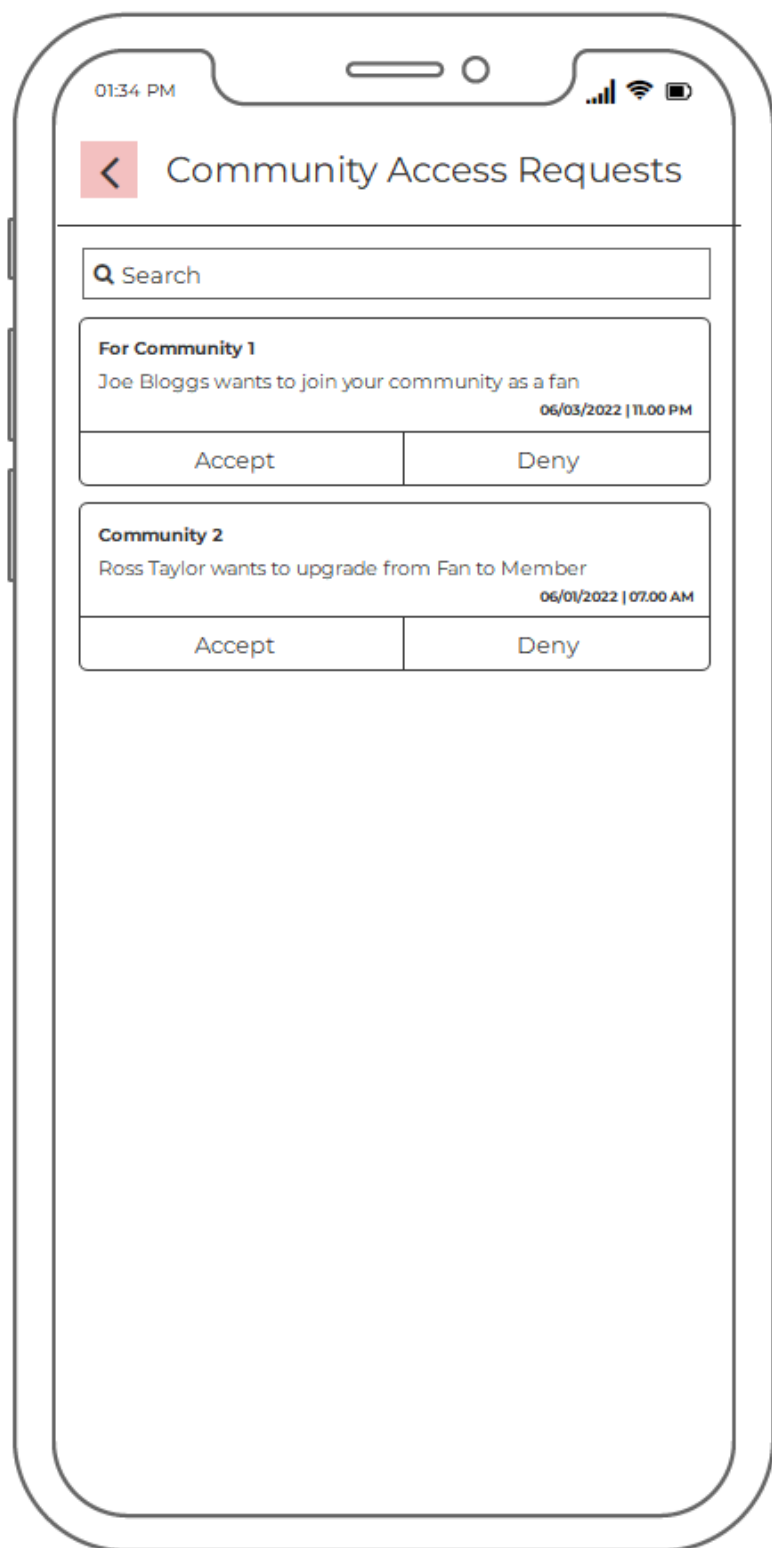 01:34 PM
Community Access Requests
Search
For Community 1
Joe Bloggs wants to join your community as a fan
06/03/2022 | 11.00 PM
Accept Deny
Community 2
Ross Taylor wants to upgrade from Fan to Member
06/01/2022 | 07.00 AM
Accept Deny